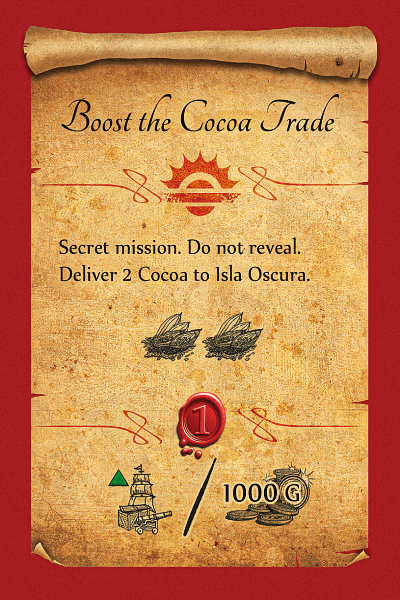 Boost the Cocoa Trade
Secret mission. Do not reveal.
Deliver 2 Cocoa to Isla Oscura.
1
/ 1000 G